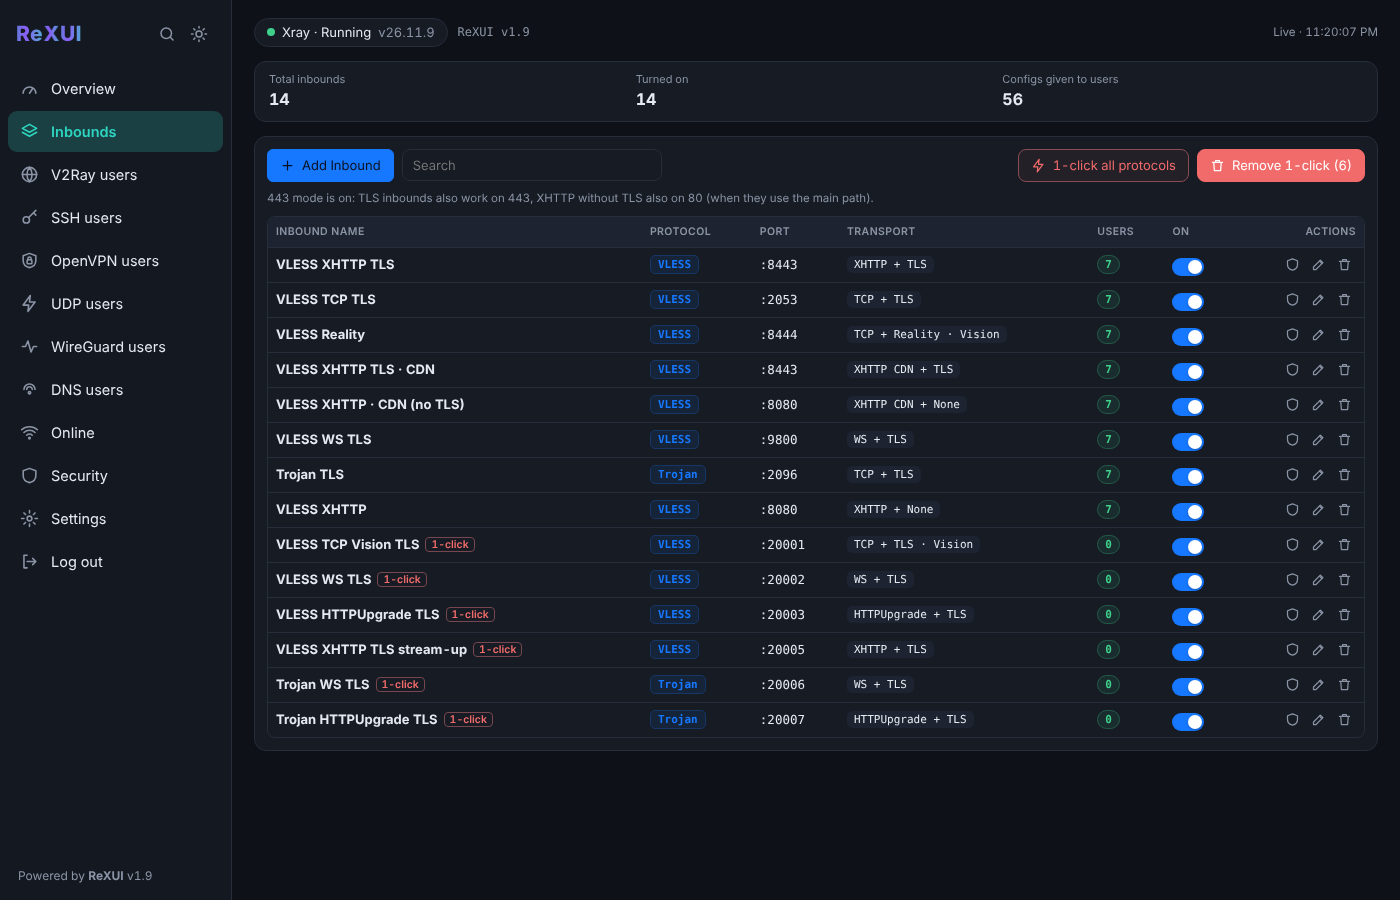 ReXUI
Overview
Inbounds
V2Ray users
SSH users
OpenVPN users
UDP users
WireGuard users
DNS users
Online
Security
Settings
Log out
Powered by ReXUI v1.9
Xray · Running v26.11.9 ReXUI v1.9 Live · 11:20:07 PM
Total inbounds Turned on Configs given to users
14 14 56
Add Inbound Search 1-click all protocols Remove 1-click (6)
443 mode is on: TLS inbounds also work on 443, XHTTP without TLS also on 80 (when they use the main path).
INBOUND NAME PROTOCOL PORT TRANSPORT USERS ON ACTIONS
VLESS XHTTP TLS VLESS :8443 XHTTP + TLS 7
VLESS TCP TLS VLESS :2053 TCP + TLS 7
VLESS Reality VLESS :8444 TCP + Reality · Vision 7
VLESS XHTTP TLS · CDN VLESS :8443 XHTTP CDN + TLS 7
VLESS XHTTP · CDN (no TLS) VLESS :8080 XHTTP CDN + None 7
VLESS WS TLS VLESS :9800 WS + TLS 7
Trojan TLS Trojan :2096 TCP + TLS 7
VLESS XHTTP VLESS :8080 XHTTP + None 7
VLESS TCP Vision TLS 1-click VLESS :20001 TCP + TLS · Vision 0
VLESS WS TLS 1-click VLESS :20002 WS + TLS 0
VLESS HTTPUpgrade TLS 1-click VLESS :20003 HTTPUpgrade + TLS 0
VLESS XHTTP TLS stream-up 1-click VLESS :20005 XHTTP + TLS 0
Trojan WS TLS 1-click Trojan :20006 WS + TLS 0
Trojan HTTPUpgrade TLS 1-click Trojan :20007 HTTPUpgrade + TLS 0